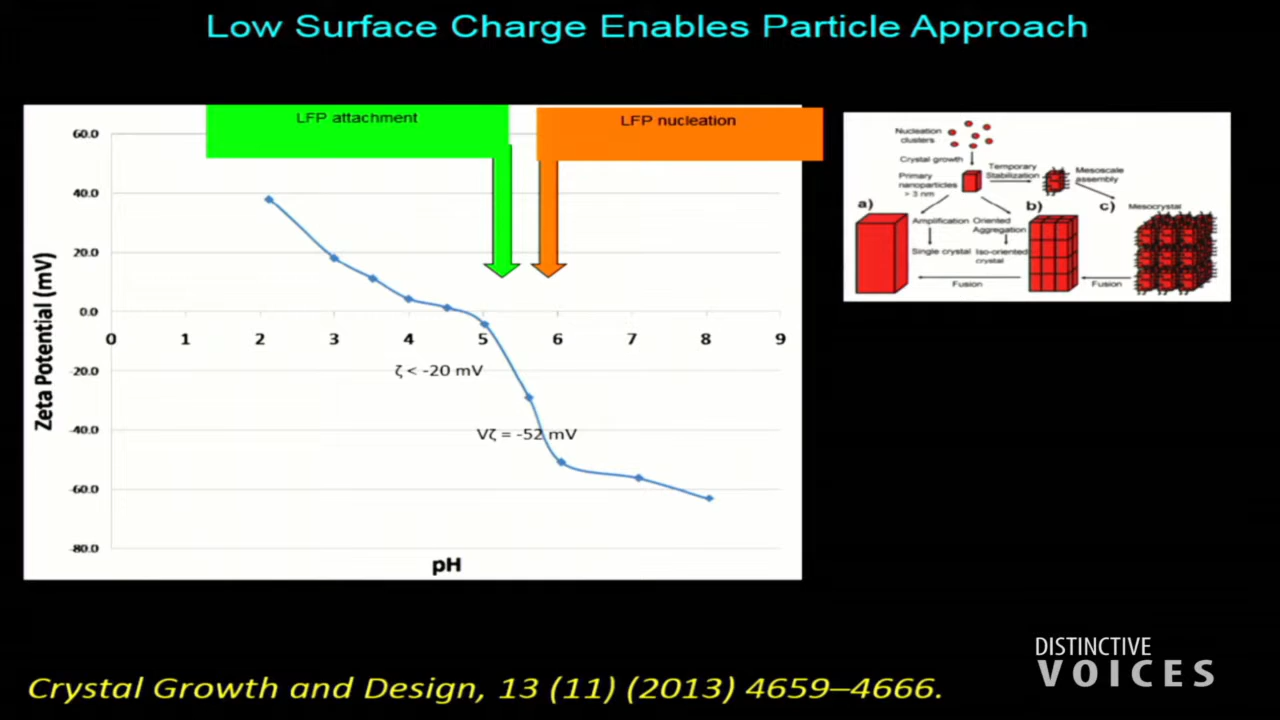 Low Surface Charge Enables Particle Approach
LFP attachment
LFP nucleation
60.0
40.0
20.0
0.0
-20.0
-40.0
-60.0
-80.0
0 1 2 3 4 5 6 7 8 9
Zeta Potential (mV)
pH
ζ < -20 mV
Vζ = -52 mV
Nucleation
clusters
Crystal growth
Temporary
Stabilization
Mesoscale
assembly
Primary
nanoparticles
> 3 nm
a)
b)
c)
Mesocrystal
Amplification
Oriented
Aggregation
Single crystal
Iso-oriented
crystal
Fusion
Fusion
DISTINCTIVE
VOICES
Crystal Growth and Design, 13 (11) (2013) 4659–4666.